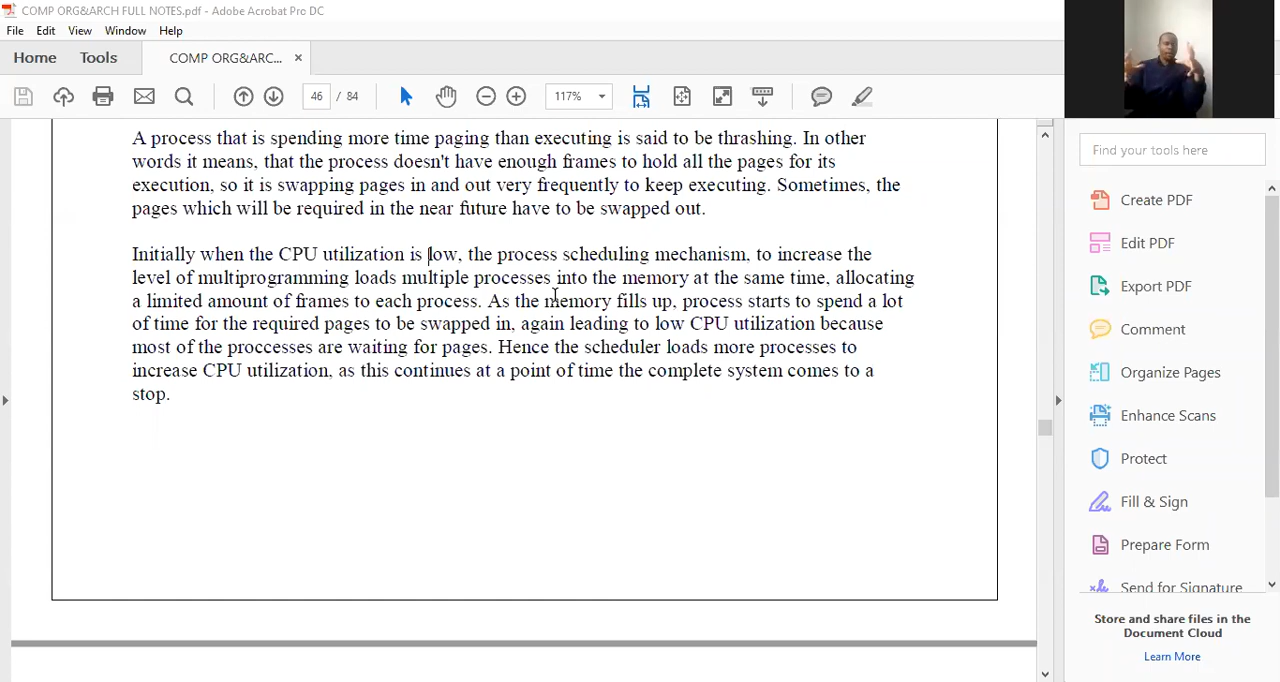 COMP ORG&ARCH FULL NOTES.pdf - Adobe Acrobat Pro DC
File Edit View Window Help
Home Tools COMP ORG&ARC... ×
46 / 84 117%
A process that is spending more time paging than executing is said to be thrashing. In other
words it means, that the process doesn't have enough frames to hold all the pages for its
execution, so it is swapping pages in and out very frequently to keep executing. Sometimes, the
pages which will be required in the near future have to be swapped out.
Initially when the CPU utilization is low, the process scheduling mechanism, to increase the
level of multiprogramming loads multiple processes into the memory at the same time, allocating
a limited amount of frames to each process. As the memory fills up, process starts to spend a lot
of time for the required pages to be swapped in, again leading to low CPU utilization because
most of the proccesses are waiting for pages. Hence the scheduler loads more processes to
increase CPU utilization, as this continues at a point of time the complete system comes to a
stop.
Find your tools here
Create PDF
Edit PDF
Export PDF
Comment
Organize Pages
Enhance Scans
Protect
Fill & Sign
Prepare Form
Send for Signature
Store and share files in the
Document Cloud
Learn More